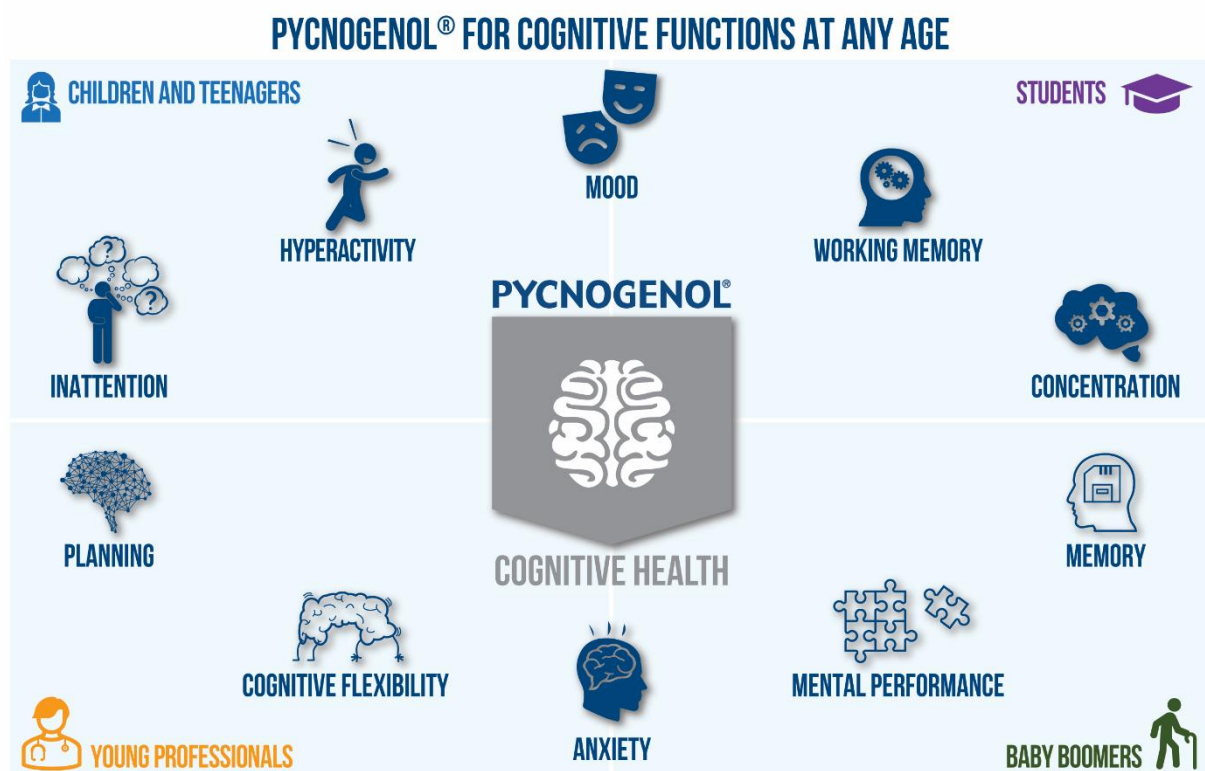 PYCNOGENOL® FOR COGNITIVE FUNCTIONS AT ANY AGE
CHILDREN AND TEENAGERS
STUDENTS
MOOD
HYPERACTIVITY
WORKING MEMORY
? ?
INATTENTION
PYCNOGENOL®
CONCENTRATION
PLANNING
COGNITIVE HEALTH
MEMORY
COGNITIVE FLEXIBILITY
MENTAL PERFORMANCE
ANXIETY
YOUNG PROFESSIONALS
BABY BOOMERS